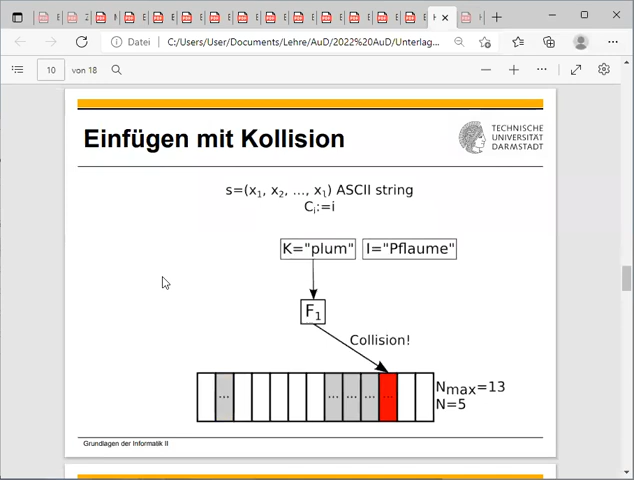 Datei
C:/Users/User/Documents/Lehre/AuD/2022%20AuD/Unterlag...
10 von 18
Einfügen mit Kollision
TECHNISCHE
UNIVERSITÄT
DARMSTADT
s=(x₁, x₂, ..., xₗ) ASCII string
Cᵢ:=i
K="plum" I="Pflaume"
F₁
Collision!
... ... ... ... ...
Nmax=13
N=5
Grundlagen der Informatik II